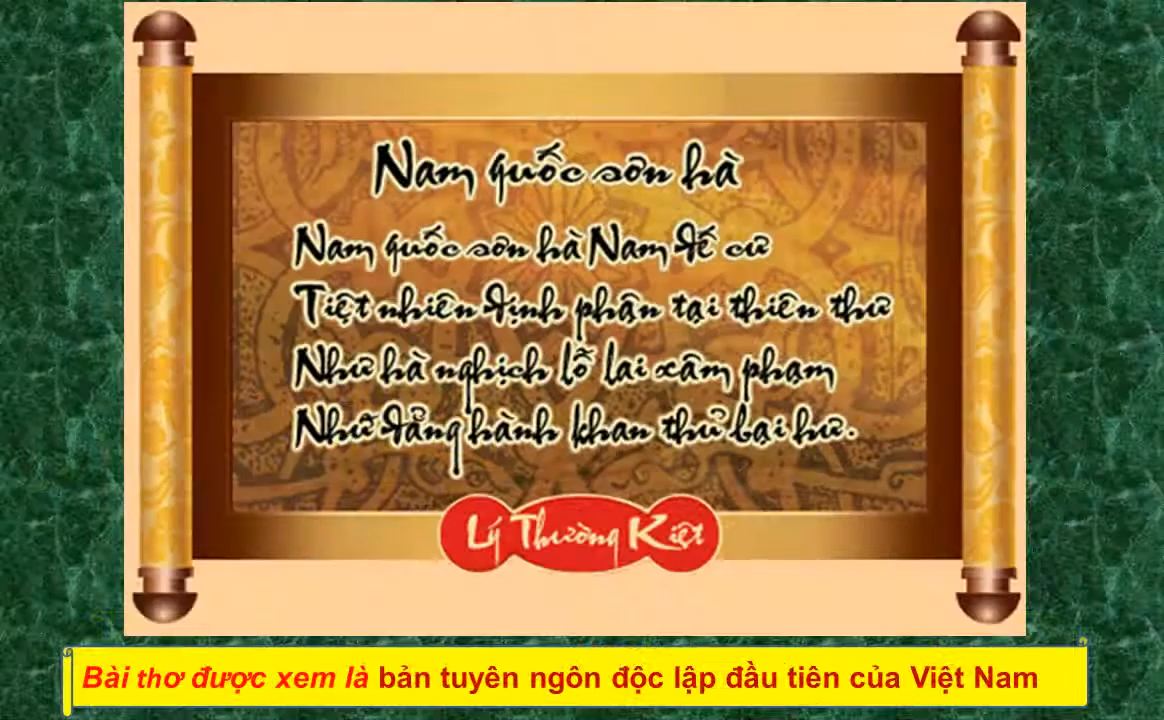 Nam quốc sơn hà
Nam quốc sơn hà Nam đế cư
Tiệt nhiên định phận tại thiên thư
Như hà nghịch lỗ lai xâm phạm
Nhữ đẳng hành khan thủ bại hư.
Lý Thường Kiệt
Bài thơ được xem là bản tuyên ngôn độc lập đầu tiên của Việt Nam